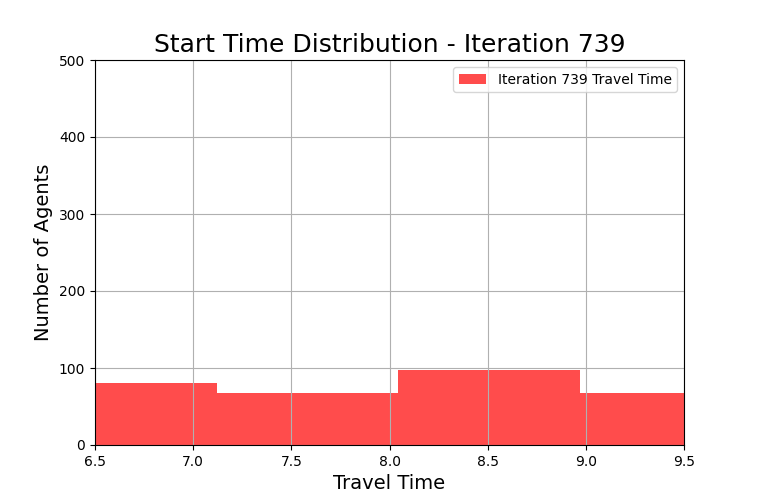 Start Time Distribution - Iteration 739
Iteration 739 Travel Time
Number of Agents
500
400
300
200
100
0
6.5 7.0 7.5 8.0 8.5 9.0 9.5
Travel Time